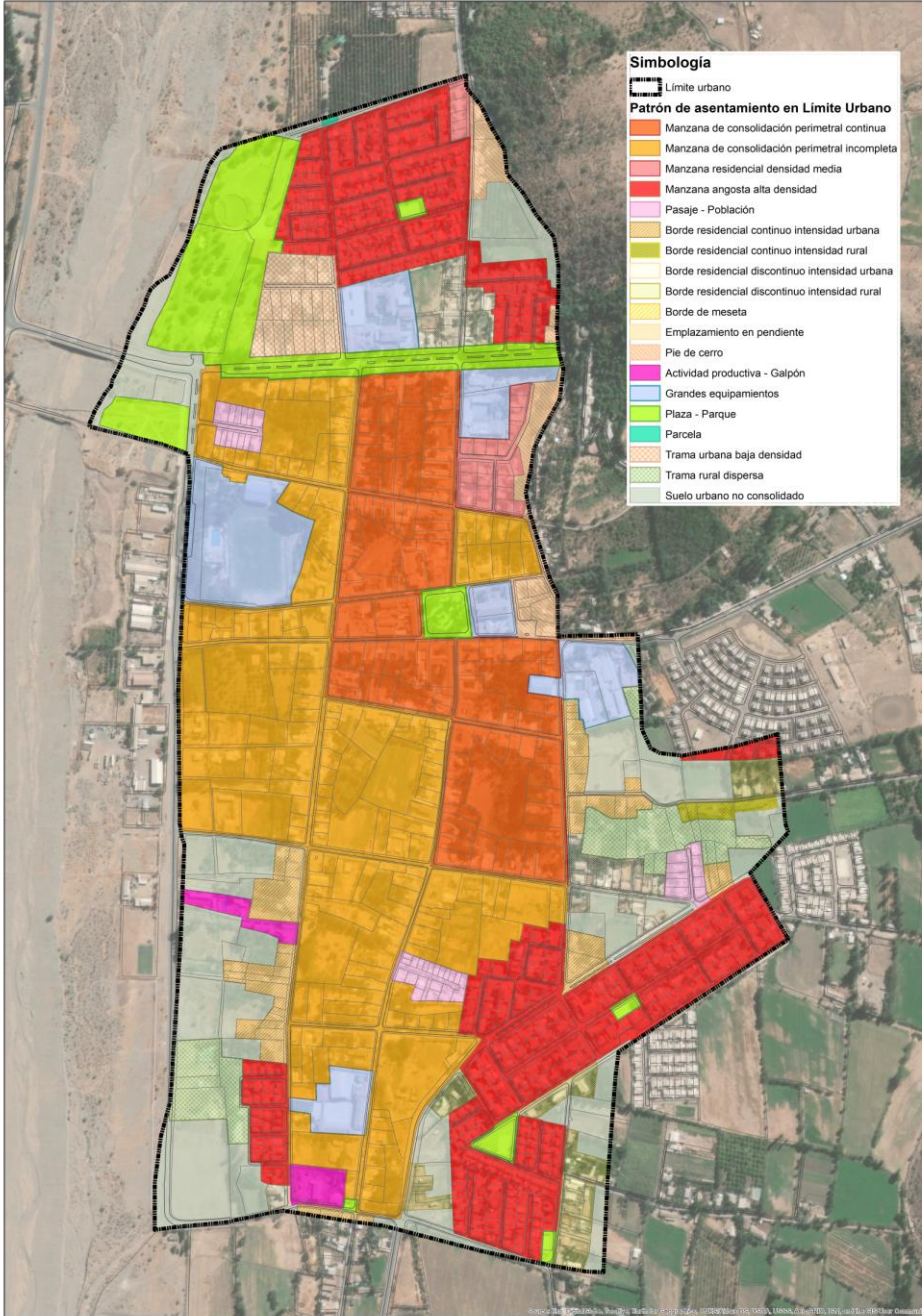 Simbología
Límite urbano
Patrón de asentamiento en Límite Urbano
Manzana de consolidación perimetral continua
Manzana de consolidación perimetral incompleta
Manzana residencial densidad media
Manzana angosta alta densidad
Pasaje - Población
Borde residencial continuo intensidad urbana
Borde residencial continuo intensidad rural
Borde residencial discontinuo intensidad urbana
Borde residencial discontinuo intensidad rural
Borde de meseta
Emplazamiento en pendiente
Pie de cerro
Actividad productiva - Galpón
Grandes equipamientos
Plaza - Parque
Parcela
Trama urbana baja densidad
Trama rural dispersa
Suelo urbano no consolidado